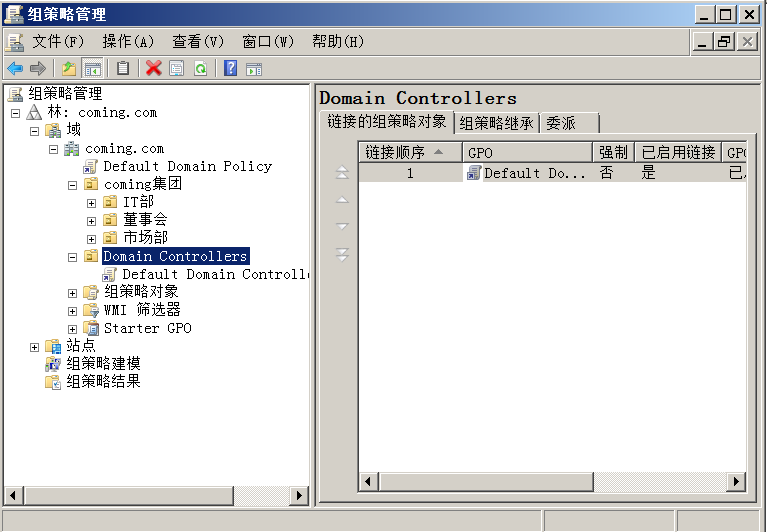 组策略管理
文件(F) 操作(A) 查看(V) 窗口(W) 帮助(H)
组策略管理
林: coming.com
域
coming.com
Default Domain Policy
coming集团
IT部
董事会
市场部
Domain Controllers
Default Domain Controll
组策略对象
WMI 筛选器
Starter GPO
站点
组策略建模
组策略结果
Domain Controllers
链接的组策略对象 组策略继承 委派
链接顺序 GPO 强制 已启用链接 GPO
1 Default Do... 否 是 已